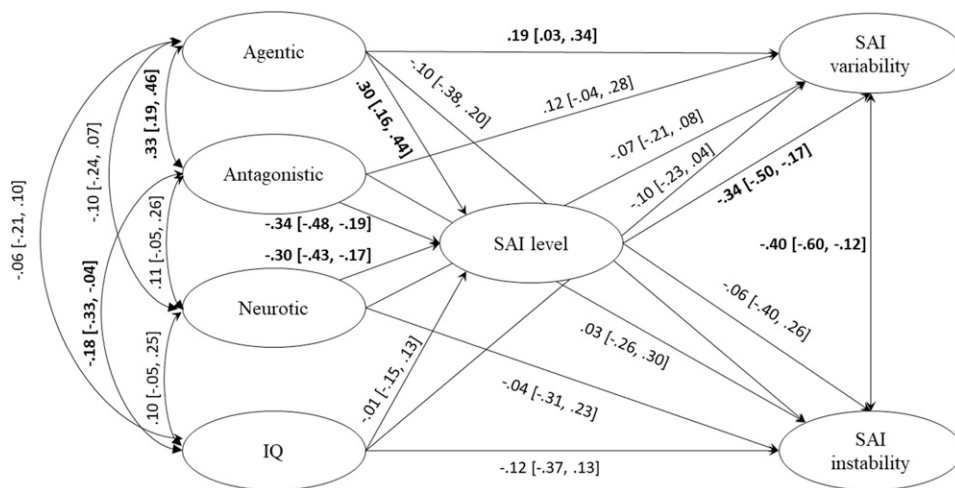 Agentic
Antagonistic
Neurotic
IQ
SAI level
SAI
variability
SAI
instability
.19 [.03, .34]
-.10 [-.38, .20]
.30 [.16, .44]
.12 [-.04, .28]
-.07 [-.21, .08]
-.10 [-.23, .04]
-.34 [-.50, -.17]
-.40 [-.60, -.12]
.33 [.19, .46]
-.10 [-.24, .07]
-.06 [-.21, .10]
.11 [-.05, .26]
-.18 [-.33, -.04]
.10 [-.05, .25]
-.34 [-.48, -.19]
-.30 [-.43, -.17]
-.01 [-.15, .13]
-.06 [-.40, .26]
.03 [-.26, .30]
-.04 [-.31, .23]
-.12 [-.37, .13]